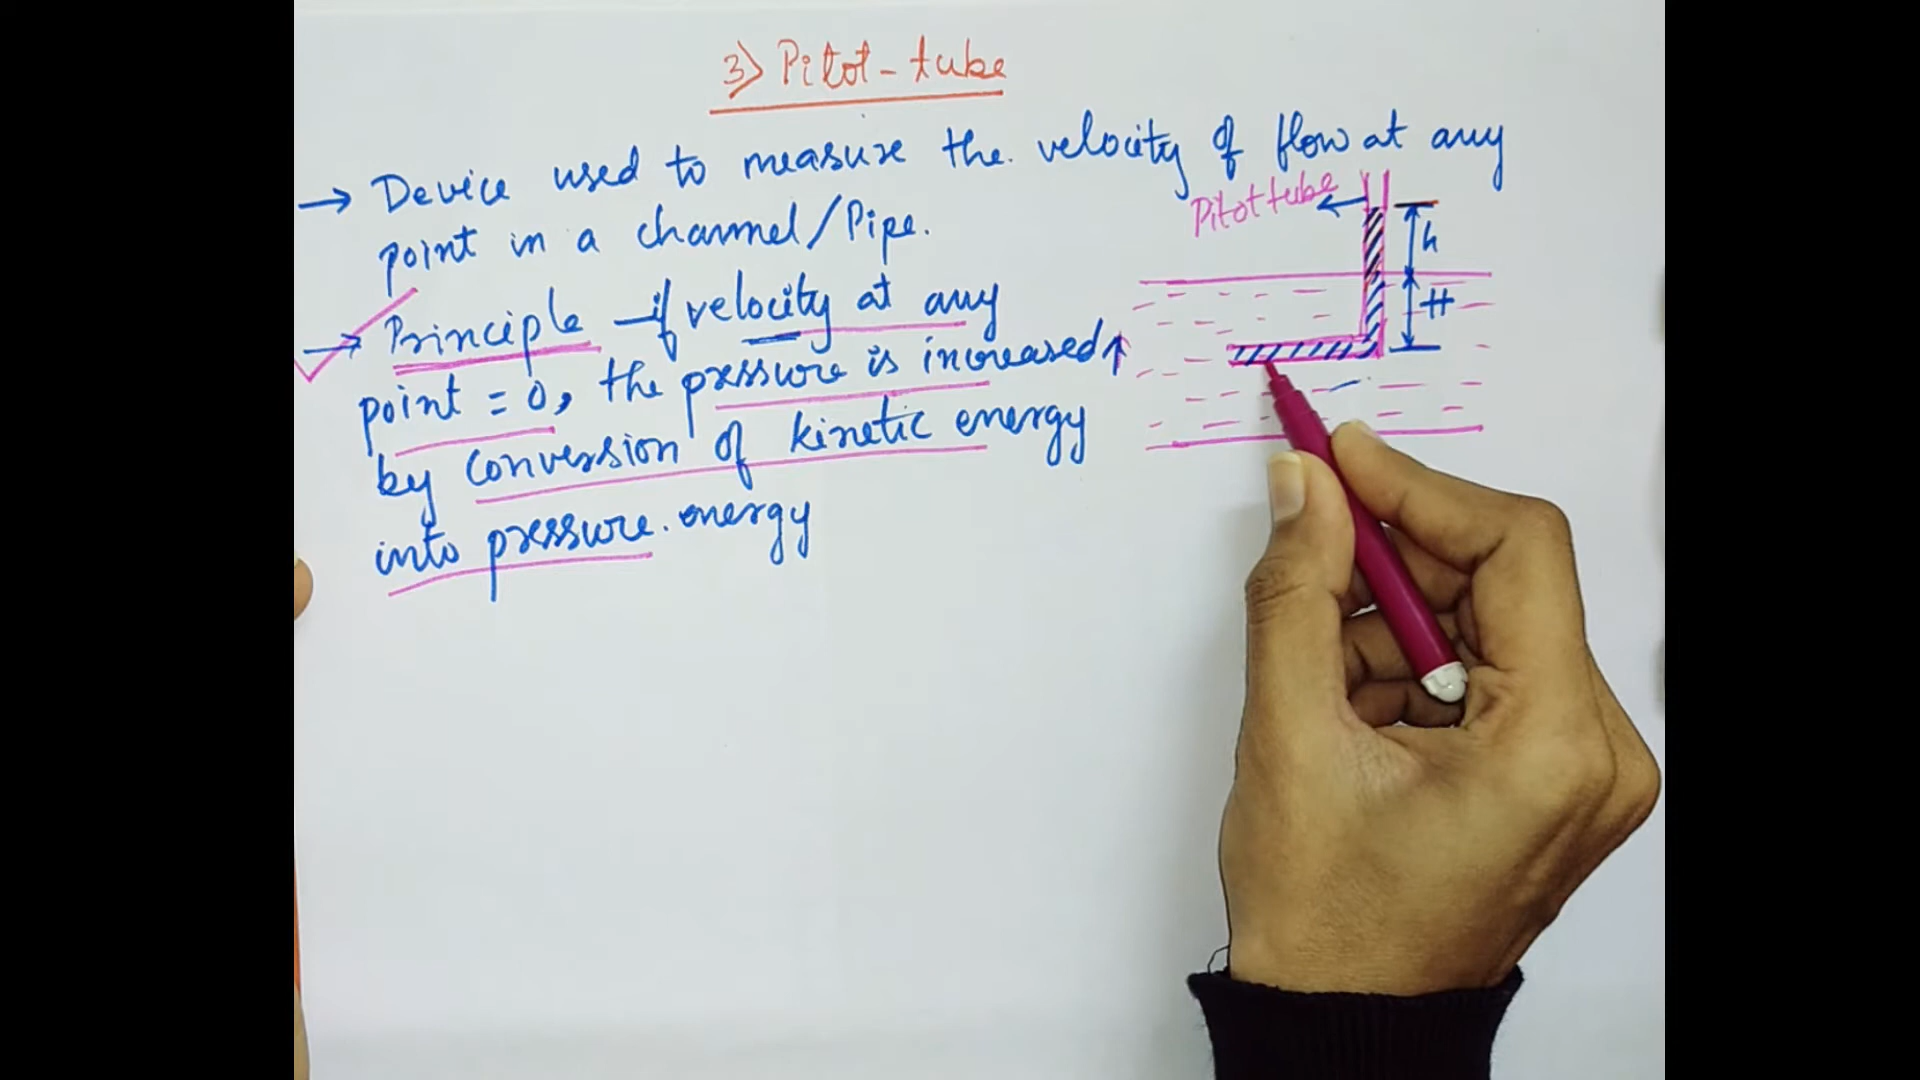 3) Pitot-tube
→ Device used to measure the velocity of flow at any
point in a channel/Pipe.
→ Principle - if velocity at any
point = 0, the pressure is increased↑
by conversion of kinetic energy
into pressure energy
Pitot tube
h
H